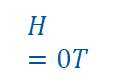 H
= 0T